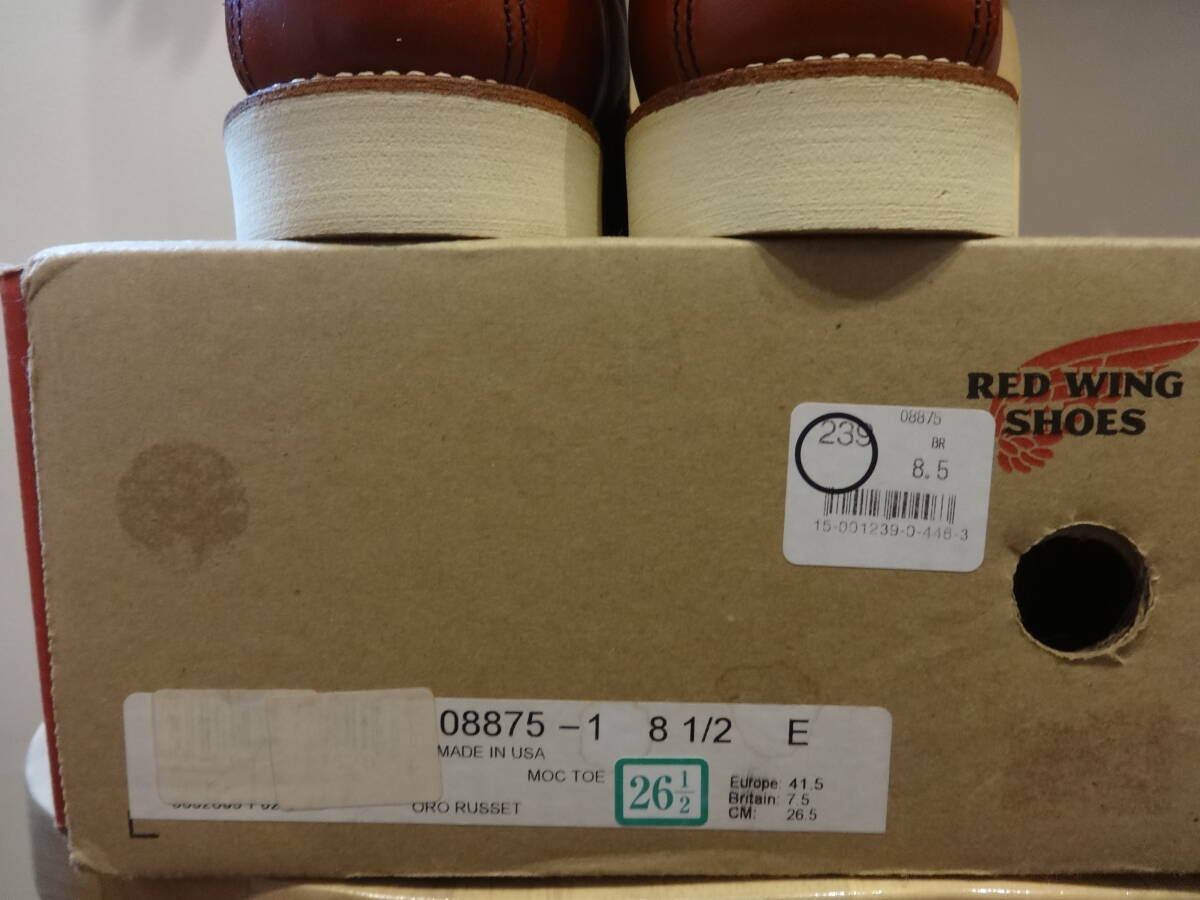 RED WING
SHOES
08875
239
BR
8.5
15-001239-0-448-3
08875 –1 8 1/2 E
MADE IN USA
MOC TOE
26 1/2
Europe: 41.5
Britain: 7.5
CM: 26.5
ORO RUSSET